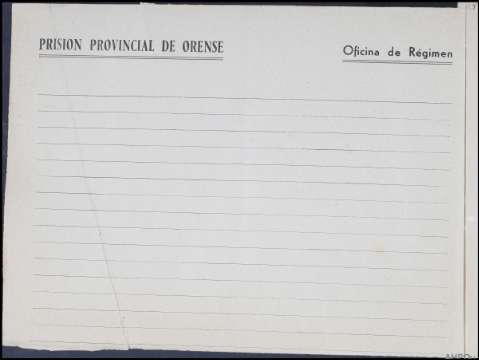 PRISION PROVINCIAL DE ORENSE
Oficina de Régimen